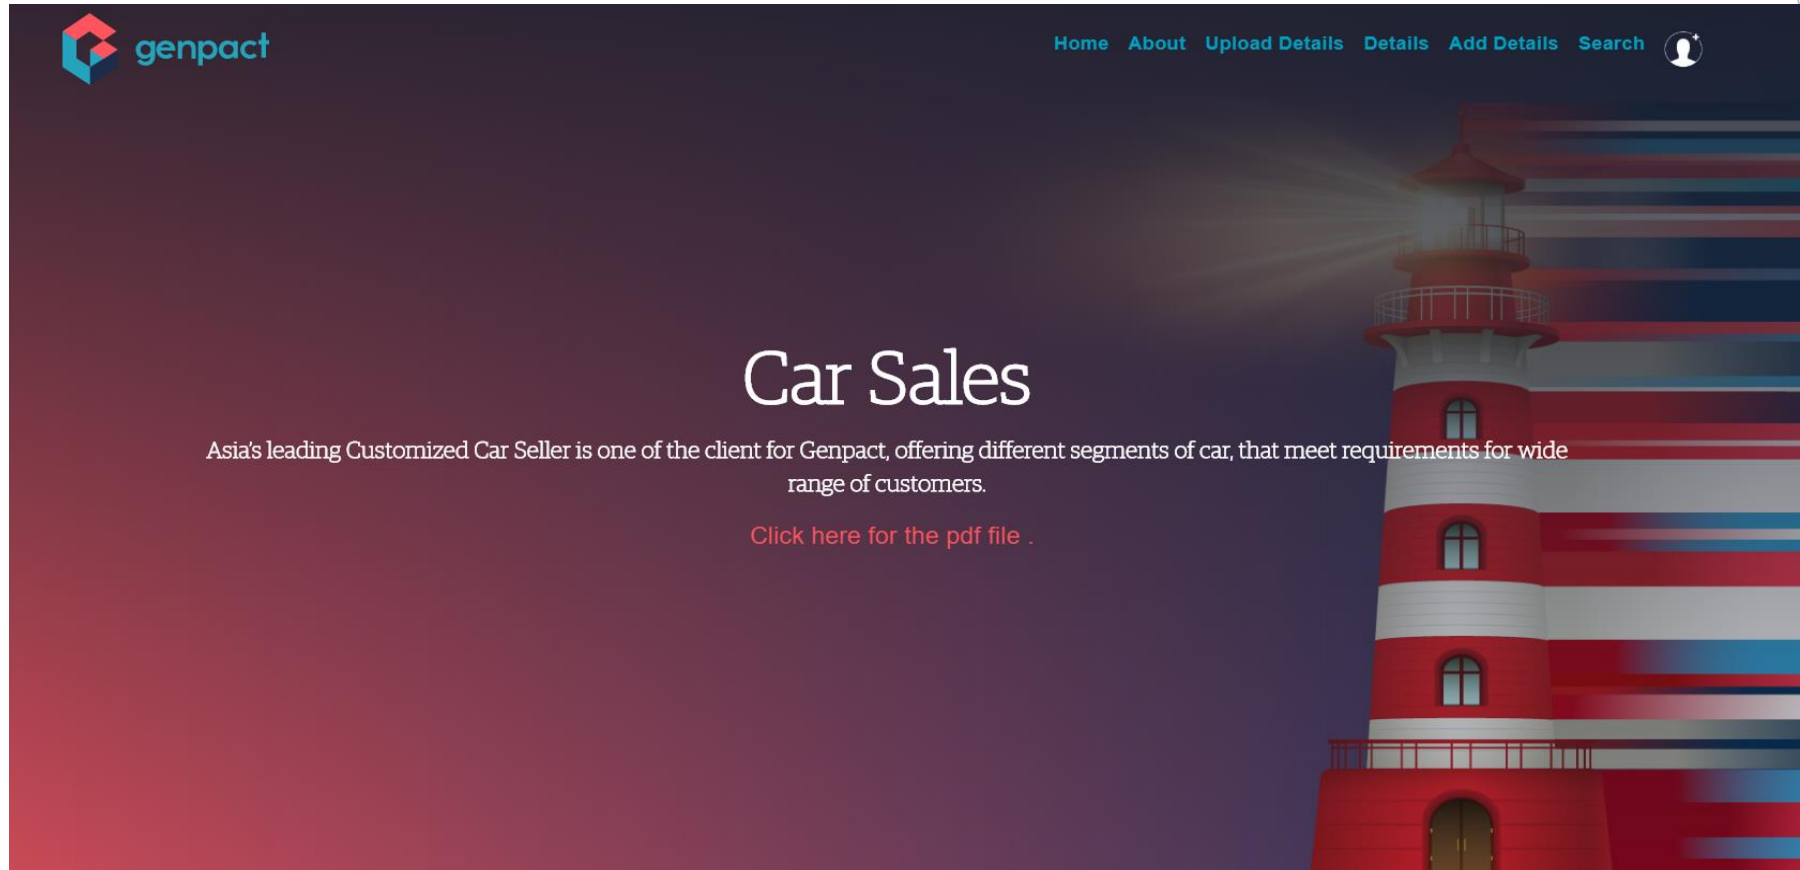 genpact
Home About Upload Details Details Add Details Search
Car Sales
Asia's leading Customized Car Seller is one of the client for Genpact, offering different segments of car, that meet requirements for wide
range of customers.
Click here for the pdf file .